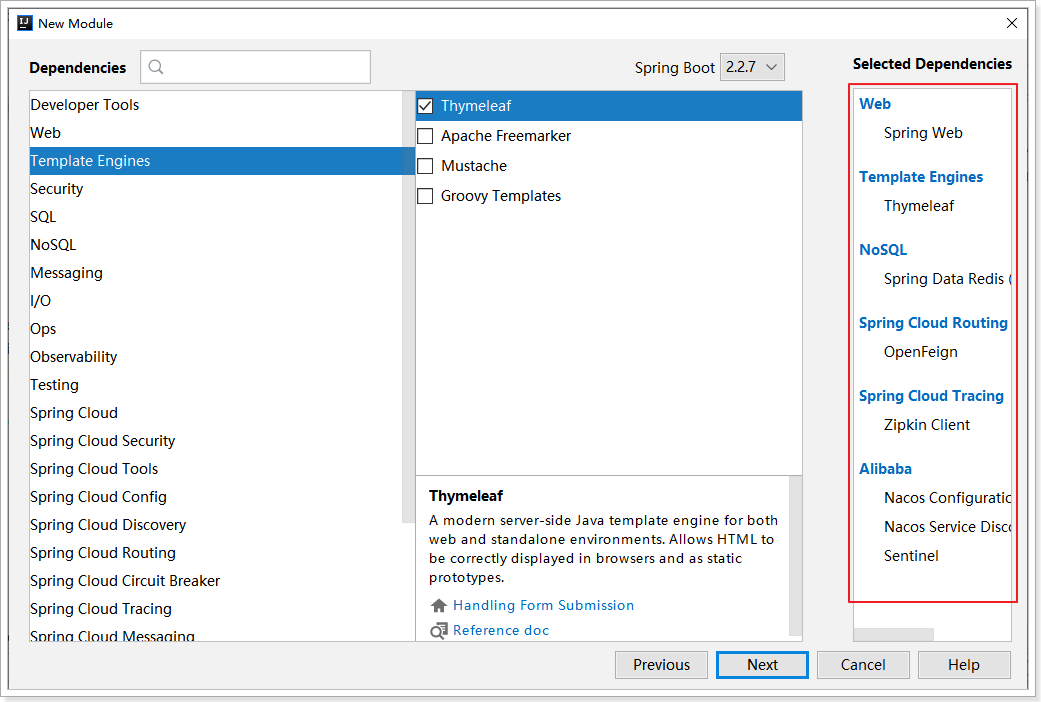 New Module
Dependencies
Spring Boot 2.2.7
Selected Dependencies
Developer Tools
Web
Template Engines
Security
SQL
NoSQL
Messaging
I/O
Ops
Observability
Testing
Spring Cloud
Spring Cloud Security
Spring Cloud Tools
Spring Cloud Config
Spring Cloud Discovery
Spring Cloud Routing
Spring Cloud Circuit Breaker
Spring Cloud Tracing
Spring Cloud Messaging
Thymeleaf
Apache Freemarker
Mustache
Groovy Templates
Thymeleaf
A modern server-side Java template engine for both
web and standalone environments. Allows HTML to
be correctly displayed in browsers and as static
prototypes.
Handling Form Submission
Reference doc
Web
Spring Web
Template Engines
Thymeleaf
NoSQL
Spring Data Redis (
Spring Cloud Routing
OpenFeign
Spring Cloud Tracing
Zipkin Client
Alibaba
Nacos Configuratic
Nacos Service Disco
Sentinel
Previous
Next
Cancel
Help